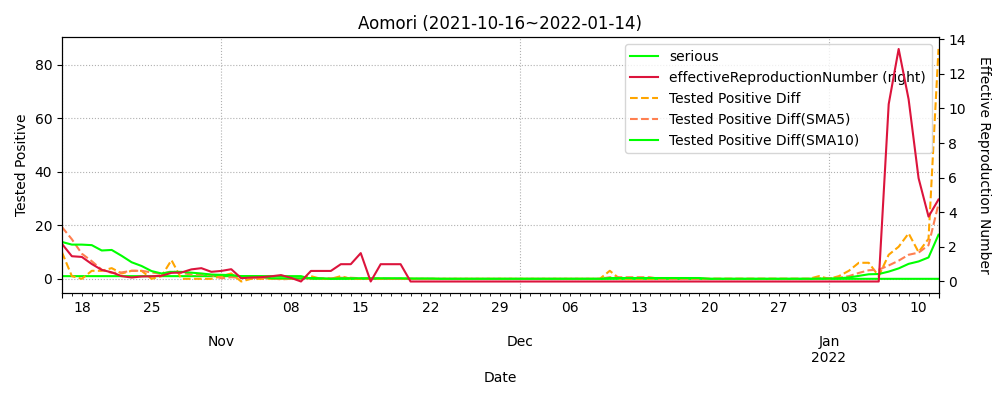 Aomori (2021-10-16~2022-01-14)
serious
effectiveReproductionNumber (right)
Tested Positive Diff
Tested Positive Diff(SMA5)
Tested Positive Diff(SMA10)
Tested Positive
80
60
40
20
0
Effective Reproduction Number
14
12
10
8
6
4
2
0
18 25 08 15 22 29 06 13 20 27 03 10
Nov Dec Jan
2022
Date